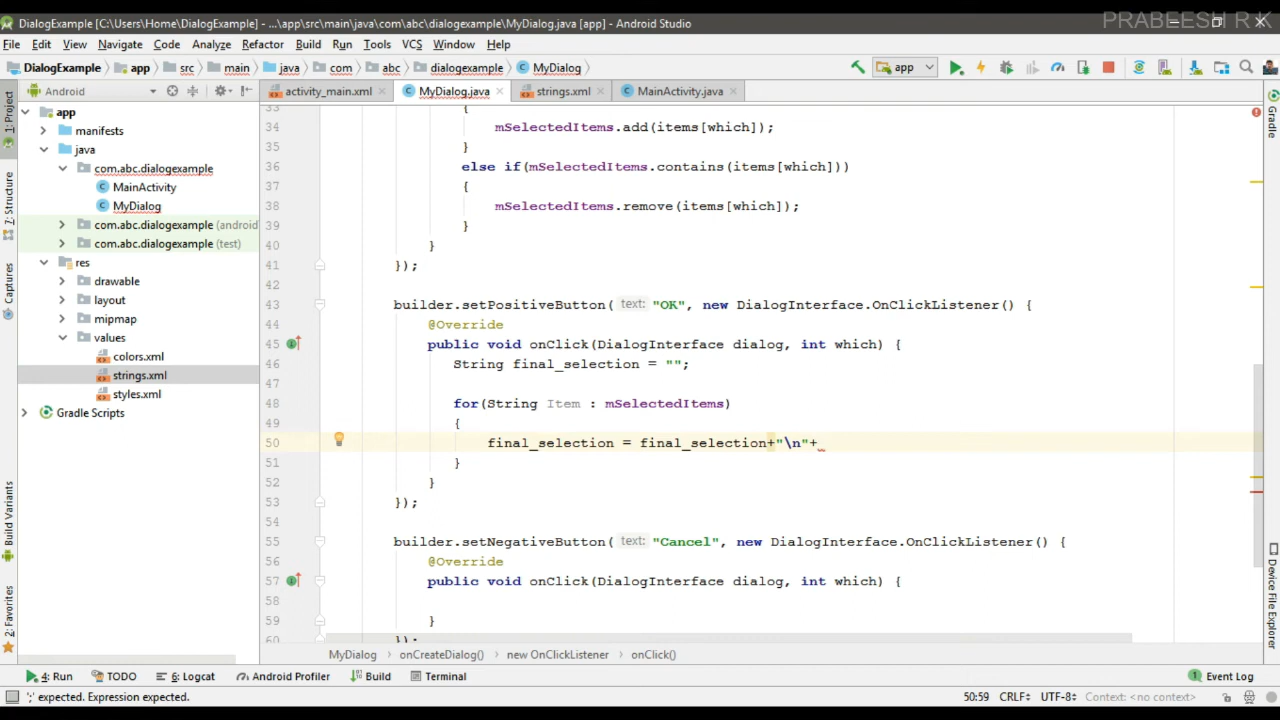 PRABEESH R K
DialogExample [C:\Users\Home\DialogExample] - ...\app\src\main\java\com\abc\dialogexample\MyDialog.java [app] - Android Studio
File Edit View Navigate Code Analyze Refactor Build Run Tools VCS Window Help
DialogExample app src main java com abc dialogexample MyDialog app
Android activity_main.xml MyDialog.java strings.xml MainActivity.java
1: Project
7: Structure
Captures
Build Variants
2: Favorites
app
manifests
java
com.abc.dialogexample
MainActivity
MyDialog
com.abc.dialogexample (android
com.abc.dialogexample (test)
res
drawable
layout
mipmap
values
colors.xml
strings.xml
styles.xml
Gradle Scripts
33 {
34 mSelectedItems.add(items[which]);
35 }
36 else if(mSelectedItems.contains(items[which]))
37 {
38 mSelectedItems.remove(items[which]);
39 }
40 }
41 });
42
43 builder.setPositiveButton( text: "OK", new DialogInterface.OnClickListener() {
44 @Override
45 public void onClick(DialogInterface dialog, int which) {
46 String final_selection = "";
47
48 for(String Item : mSelectedItems)
49 {
50 final_selection = final_selection+"\n"+
51 }
52 }
53 });
54
55 builder.setNegativeButton( text: "Cancel", new DialogInterface.OnClickListener() {
56 @Override
57 public void onClick(DialogInterface dialog, int which) {
58
59 }
60 });
Gradle
Device File Explorer
MyDialog onCreateDialog() new OnClickListener onClick()
4: Run TODO 6: Logcat Android Profiler Build Terminal 1 Event Log
';' expected. Expression expected. 50:59 CRLF UTF-8 Context: <no context>